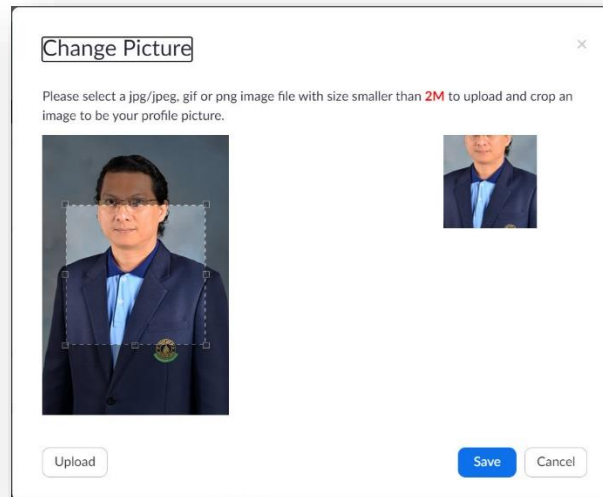 Change Picture
×
Please select a jpg/jpeg, gif or png image file with size smaller than 2M to upload and crop an
image to be your profile picture.
Upload
Save
Cancel